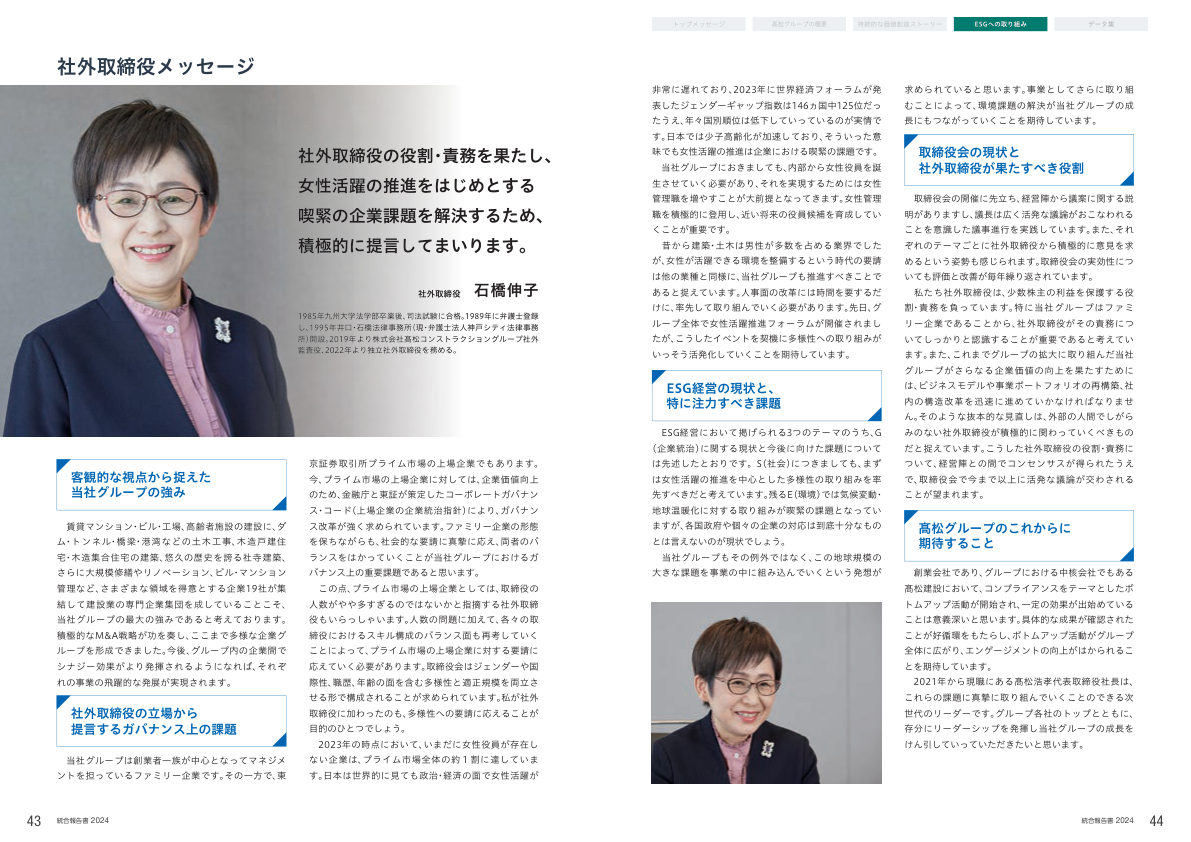 トップメッセージ
髙松グループの概要
持続的な価値創造ストーリー
ESGへの取り組み
データ集
社外取締役メッセージ
社外取締役の役割・責務を果たし、
女性活躍の推進をはじめとする
喫緊の企業課題を解決するため、
積極的に提言してまいります。
社外取締役 石橋伸子
1985年九州大学法学部卒業後、司法試験に合格。1989年に弁護士登録
し、1995年井口・石橋法律事務所（現・弁護士法人神戸シティ法律事務
所）開設。2019年より株式会社髙松コンストラクショングループ社外
監査役、2022年より独立社外取締役を務める。
客観的な視点から捉えた
当社グループの強み
賃貸マンション・ビル・工場、高齢者施設の建設に、ダ
ム・トンネル・橋梁・港湾などの土木工事、木造戸建住
宅・木造集合住宅の建築、悠久の歴史を誇る社寺建築、
さらに大規模修繕やリノベーション、ビル・マンション
管理など、さまざまな領域を得意とする企業19社が集
結して建設業の専門企業集団を成していることこそ、
当社グループの最大の強みであると考えております。
積極的なM&A戦略が功を奏し、ここまで多様な企業グ
ループを形成できました。今後、グループ内の企業間で
シナジー効果がより発揮されるようになれば、それぞ
れの事業の飛躍的な発展が実現されます。
社外取締役の立場から
提言するガバナンス上の課題
当社グループは創業者一族が中心となってマネジメ
ントを担っているファミリー企業です。その一方で、東
京証券取引所プライム市場の上場企業でもあります。
今、プライム市場の上場企業に対しては、企業価値向上
のため、金融庁と東証が策定したコーポレートガバナン
ス・コード（上場企業の企業統治指針）により、ガバナン
ス改革が強く求められています。ファミリー企業の形態
を保ちながらも、社会的な要請に真摯に応え、両者のバ
ランスをはかっていくことが当社グループにおけるガ
バナンス上の重要課題であると思います。
この点、プライム市場の上場企業としては、取締役の
人数がやや多すぎるのではないかと指摘する社外取締
役もいらっしゃいます。人数の問題に加えて、各々の取
締役におけるスキル構成のバランス面も再考していく
ことによって、プライム市場の上場企業に対する要請に
応えていく必要があります。取締役会はジェンダーや国
際性、職歴、年齢の面を含む多様性と適正規模を両立さ
せる形で構成されることが求められています。私が社外
取締役に加わったのも、多様性への要請に応えることが
目的のひとつでしょう。
2023年の時点において、いまだに女性役員が存在し
ない企業は、プライム市場全体の約１割に達していま
す。日本は世界的に見ても政治・経済の面で女性活躍が
非常に遅れており、2023年に世界経済フォーラムが発
表したジェンダーギャップ指数は146ヵ国中125位だっ
たうえ、年々国別順位は低下していっているのが実情で
す。日本では少子高齢化が加速しており、そういった意
味でも女性活躍の推進は企業における喫緊の課題です。
当社グループにおきましても、内部から女性役員を誕
生させていく必要があり、それを実現するためには女性
管理職を増やすことが大前提となってきます。女性管理
職を積極的に登用し、近い将来の役員候補を育成してい
くことが重要です。
昔から建築・土木は男性が多数を占める業界でした
が、女性が活躍できる環境を整備するという時代の要請
は他の業種と同様に、当社グループも推進すべきことで
あると捉えています。人事面の改革には時間を要するだ
けに、率先して取り組んでいく必要があります。先日、グ
ループ全体で女性活躍推進フォーラムが開催されまし
たが、こうしたイベントを契機に多様性への取り組みが
いっそう活発化していくことを期待しています。
ESG経営の現状と、
特に注力すべき課題
ESG経営において掲げられる3つのテーマのうち、G
（企業統治）に関する現状と今後に向けた課題について
は先述したとおりです。S（社会）につきましても、まず
は女性活躍の推進を中心とした多様性の取り組みを率
先すべきだと考えています。残るE（環境）では気候変動・
地球温暖化に対する取り組みが喫緊の課題となってい
ますが、各国政府や個々の企業の対応は到底十分なもの
とは言えないのが現状でしょう。
当社グループもその例外ではなく、この地球規模の
大きな課題を事業の中に組み込んでいくという発想が
求められていると思います。事業としてさらに取り組
むことによって、環境課題の解決が当社グループの成
長にもつながっていくことを期待しています。
取締役会の現状と
社外取締役が果たすべき役割
取締役会の開催に先立ち、経営陣から議案に関する説
明がありますし、議長は広く活発な議論がおこなわれる
ことを意識した議事進行を実践しています。また、それ
ぞれのテーマごとに社外取締役から積極的に意見を求
めるという姿勢も感じられます。取締役会の実効性につ
いても評価と改善が毎年繰り返されています。
私たち社外取締役は、少数株主の利益を保護する役
割・責務を負っています。特に当社グループはファミ
リー企業であることから、社外取締役がその責務につ
いてしっかりと認識することが重要であると考えてい
ます。また、これまでグループの拡大に取り組んだ当社
グループがさらなる企業価値の向上を果たすために
は、ビジネスモデルや事業ポートフォリオの再構築、社
内の構造改革を迅速に進めていかなければなりませ
ん。そのような抜本的な見直しは、外部の人間でしがら
みのない社外取締役が積極的に関わっていくべきもの
だと捉えています。こうした社外取締役の役割・責務に
ついて、経営陣との間でコンセンサスが得られたうえ
で、取締役会で今まで以上に活発な議論が交わされる
ことが望まれます。
髙松グループのこれからに
期待すること
創業会社であり、グループにおける中核会社でもある
髙松建設において、コンプライアンスをテーマとしたボ
トムアップ活動が開始され、一定の効果が出始めている
ことは意義深いと思います。具体的な成果が確認された
ことが好循環をもたらし、ボトムアップ活動がグループ
全体に広がり、エンゲージメントの向上がはかられるこ
とを期待しています。
2021年から現職にある髙松浩孝代表取締役社長は、
これらの課題に真摯に取り組んでいくことのできる次
世代のリーダーです。グループ各社のトップとともに、
存分にリーダーシップを発揮し当社グループの成長を
けん引していっていただきたいと思います。
43 統合報告書 2024
統合報告書 2024 44